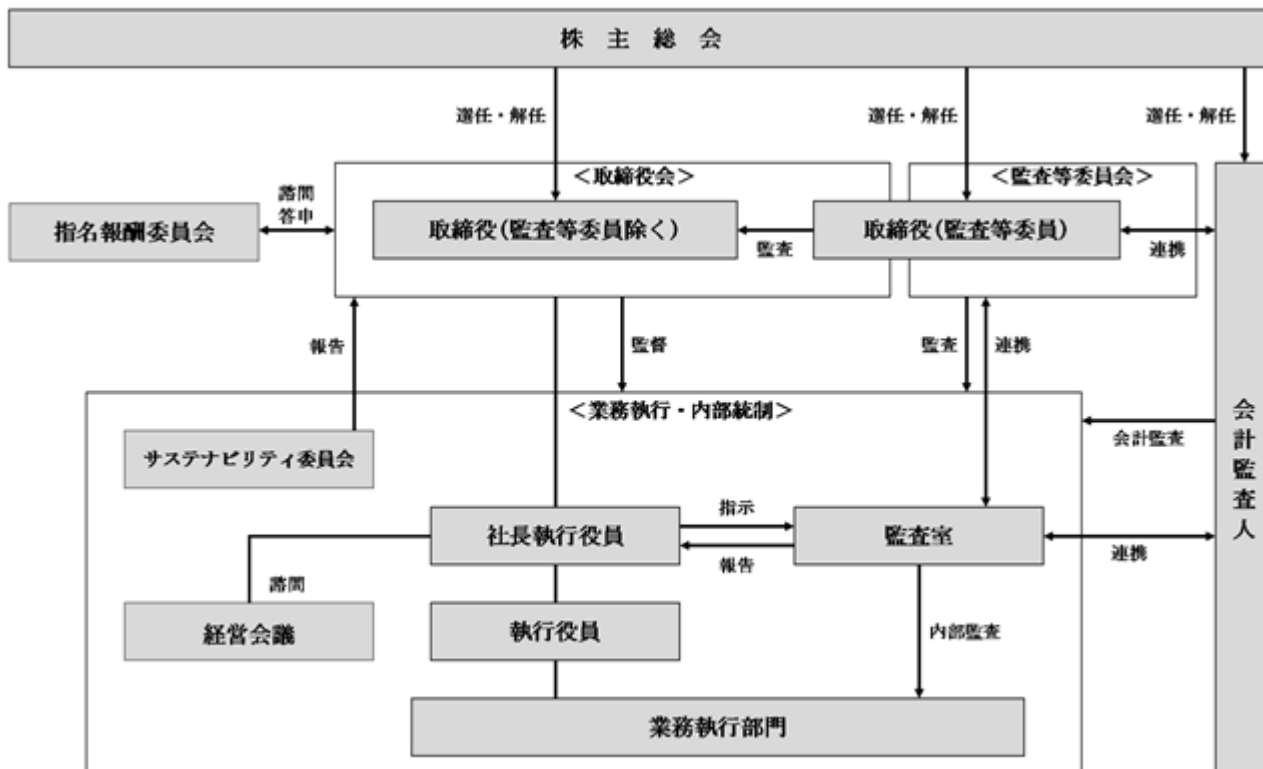 株 主 総 会
選任・解任
選任・解任
選任・解任
＜取締役会＞
＜監査等委員会＞
諮問
答申
指名報酬委員会
取締役(監査等委員除く)
監査
取締役(監査等委員)
連携
報告
監督
監査
連携
＜業務執行・内部統制＞
会計監査
会計監査人
サステナビリティ委員会
社長執行役員
指示
報告
監査室
連携
諮問
経営会議
執行役員
内部監査
業務執行部門